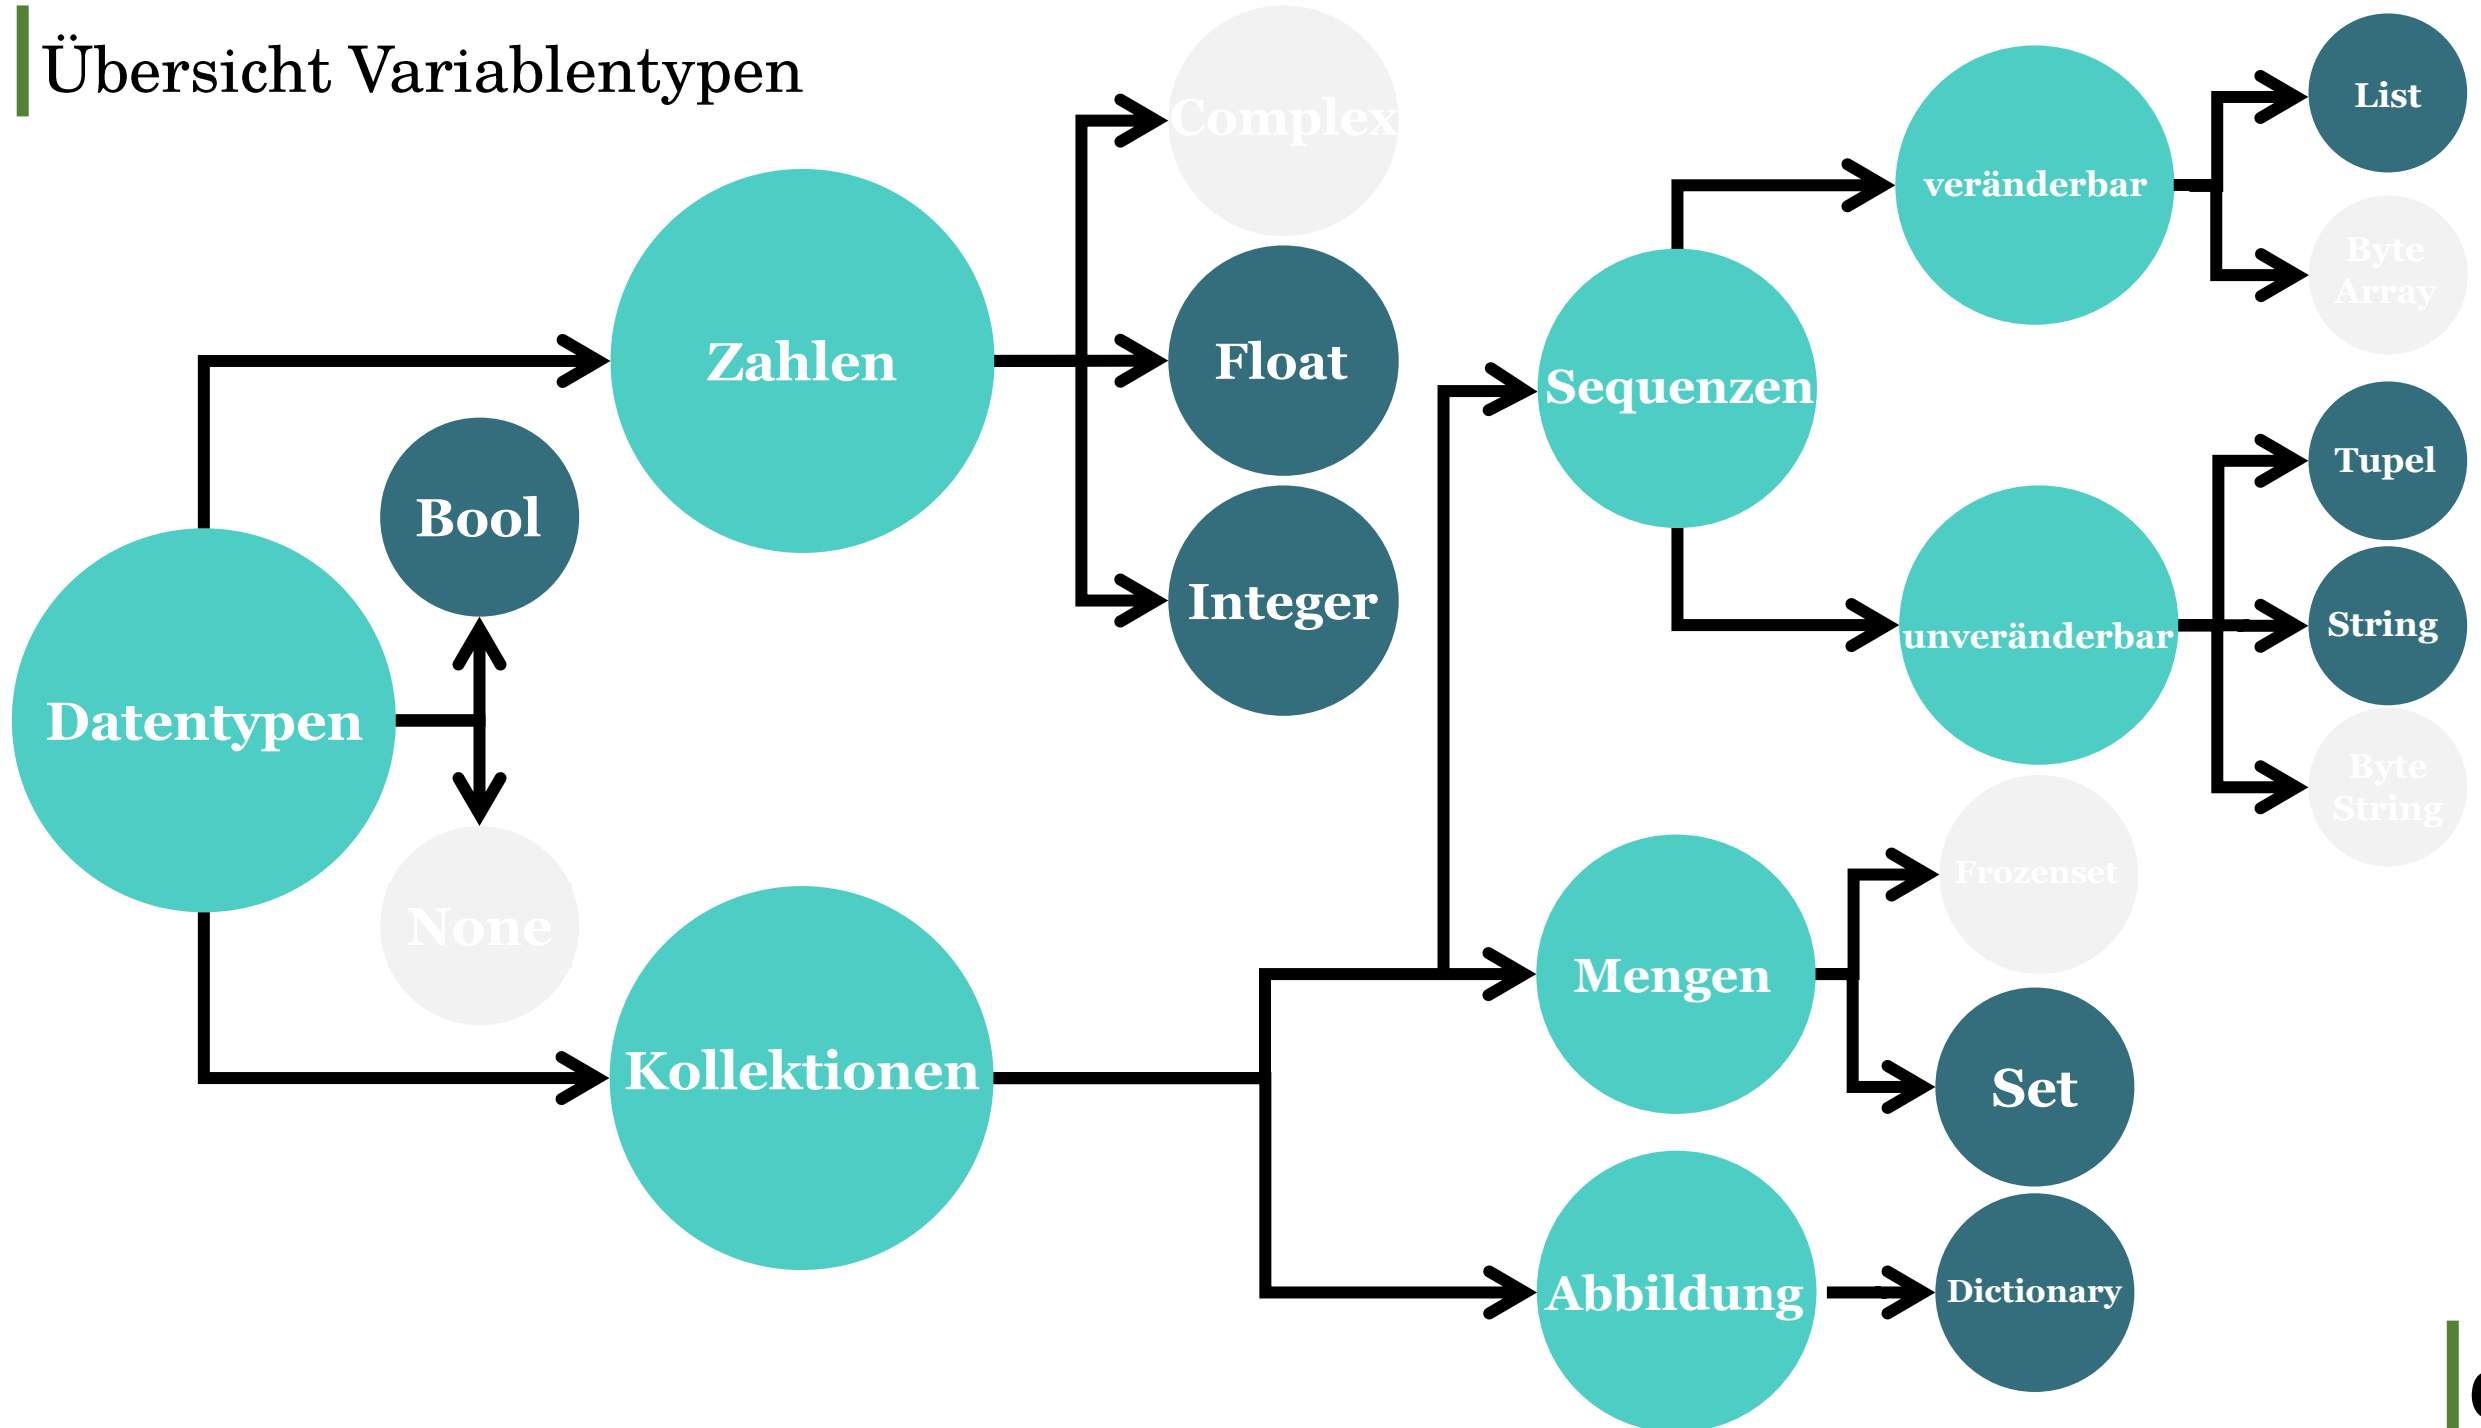 Übersicht Variablentypen
Complex
List
veränderbar
Byte
Array
Zahlen
Float
Sequenzen
Tupel
Bool
Integer
String
unveränderbar
Datentypen
Byte
String
Frozenset
None
Mengen
Kollektionen
Set
Abbildung
Dictionary